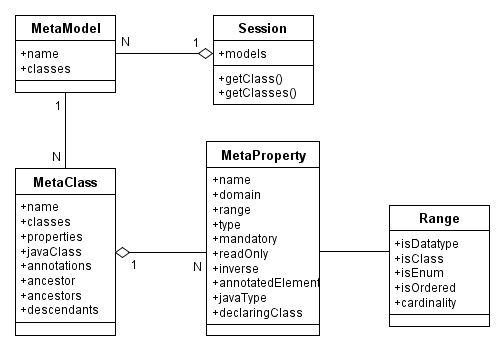 MetaModel
+name
+classes
N
1
Session
+models
+getClass()
+getClasses()
1
N
MetaClass
+name
+classes
+properties
+javaClass
+annotations
+ancestor
+ancestors
+descendants
1
N
MetaProperty
+name
+domain
+range
+type
+mandatory
+readOnly
+inverse
+annotatedElement
+javaType
+declaringClass
Range
+isDatatype
+isClass
+isEnum
+isOrdered
+cardinality